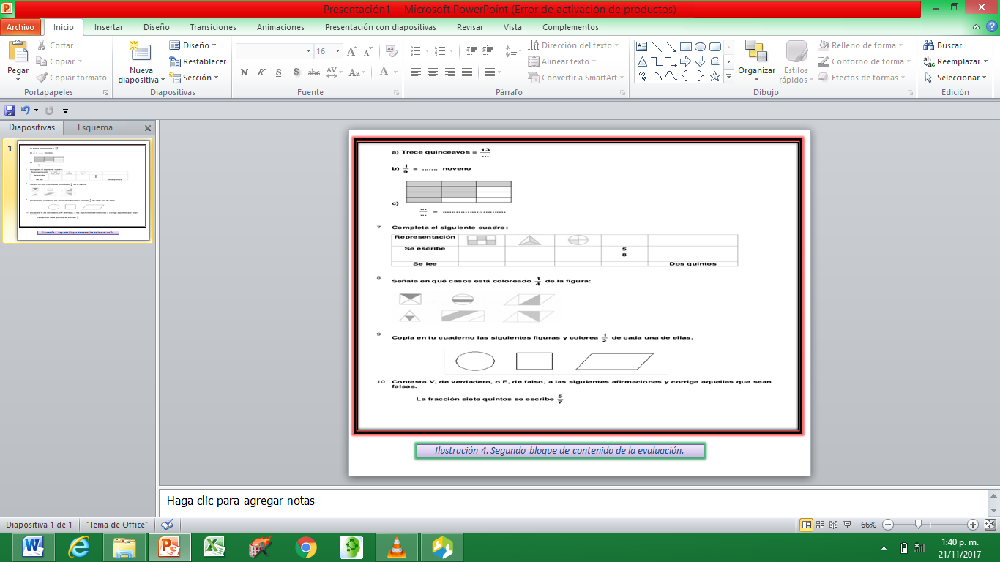 Presentación1 - Microsoft PowerPoint (Error de activación de productos)
Archivo Inicio Insertar Diseño Transiciones Animaciones Presentación con diapositivas Revisar Vista Complementos
Pegar
Cortar
Copiar
Copiar formato
Portapapeles
Nueva diapositiva
Diseño
Restablecer
Sección
Diapositivas
16
N K S S abc AV Aa A
Fuente
Dirección del texto
Alinear texto
Convertir a SmartArt
Párrafo
Organizar
Estilos rápidos
Relleno de forma
Contorno de forma
Efectos de formas
Dibujo
Buscar
Reemplazar
Seleccionar
Edición
Diapositivas Esquema
1
a) Trece quinceavos = 13/...
b) 1/9 = ...... noveno
c)
.../... = ............................
7 Completa el siguiente cuadro:
Representación
Se escribe 5/8
Se lee Dos quintos
8 Señala en qué casos está coloreado 1/4 de la figura:
9 Copia en tu cuaderno las siguientes figuras y colorea 1/2 de cada una de ellas.
10 Contesta V, de verdadero, o F, de falso, a las siguientes afirmaciones y corrige aquellas que sean
falsas.
La fracción siete quintos se escribe 5/7
Ilustración 4. Segundo bloque de contenido de la evaluación.
Haga clic para agregar notas
Diapositiva 1 de 1 "Tema de Office" 66%
1:40 p. m.
21/11/2017